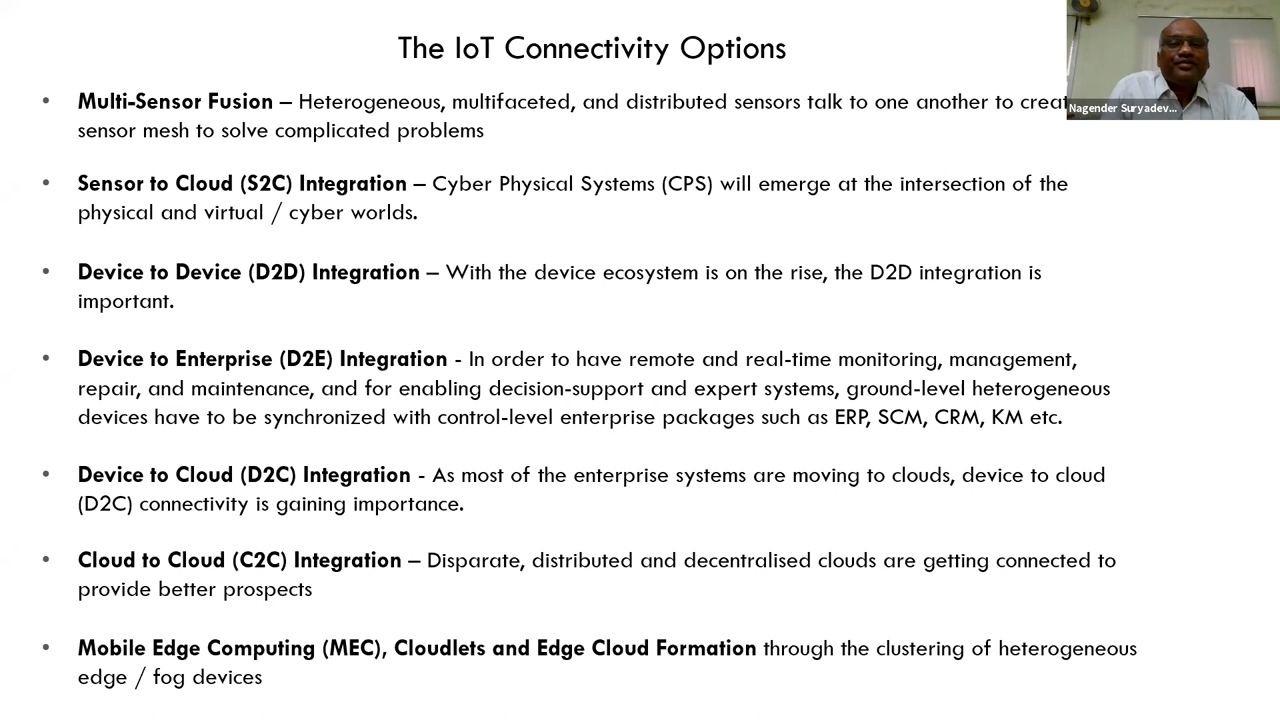 The IoT Connectivity Options
• Multi-Sensor Fusion – Heterogeneous, multifaceted, and distributed sensors talk to one another to
sensor mesh to solve complicated problems
• Sensor to Cloud (S2C) Integration – Cyber Physical Systems (CPS) will emerge at the intersection of the
physical and virtual / cyber worlds.
• Device to Device (D2D) Integration – With the device ecosystem is on the rise, the D2D integration is
important.
• Device to Enterprise (D2E) Integration - In order to have remote and real-time monitoring, management,
repair, and maintenance, and for enabling decision-support and expert systems, ground-level heterogeneous
devices have to be synchronized with control-level enterprise packages such as ERP, SCM, CRM, KM etc.
• Device to Cloud (D2C) Integration - As most of the enterprise systems are moving to clouds, device to cloud
(D2C) connectivity is gaining importance.
• Cloud to Cloud (C2C) Integration – Disparate, distributed and decentralised clouds are getting connected to
provide better prospects
• Mobile Edge Computing (MEC), Cloudlets and Edge Cloud Formation through the clustering of heterogeneous
edge / fog devices
Nagender Suryadev...